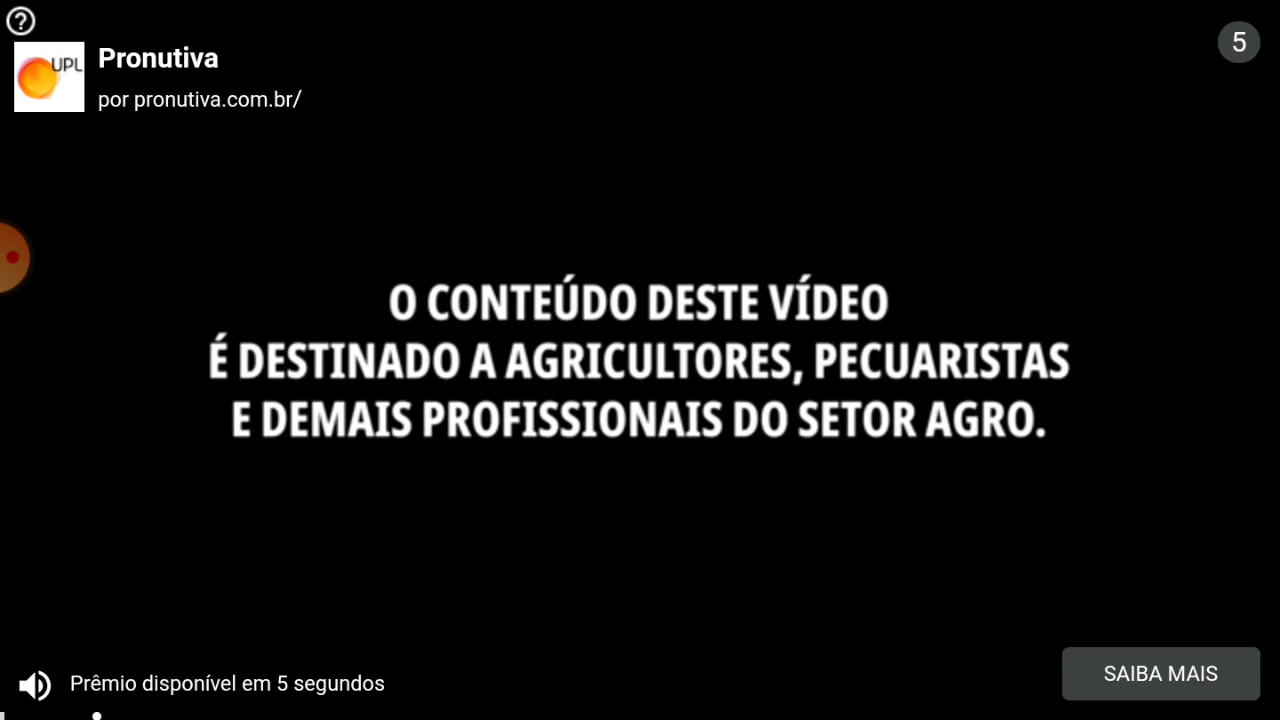 Pronutiva
5
UPL
por pronutiva.com.br/
O CONTEÚDO DESTE VÍDEO
É DESTINADO A AGRICULTORES, PECUARISTAS
E DEMAIS PROFISSIONAIS DO SETOR AGRO.
Prêmio disponível em 5 segundos
SAIBA MAIS